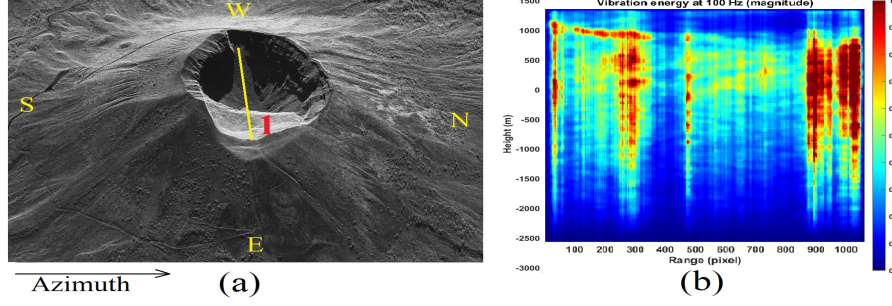 W
S
N
1
E
Azimuth
(a)
Vibration energy at 100 Hz (magnitude)
1500
1000
500
0
-500
-1000
-1500
-2000
-2500
-3000
Height (m)
100 200 300 400 500 600 700 800 900 1000
Range (pixel)
(b)